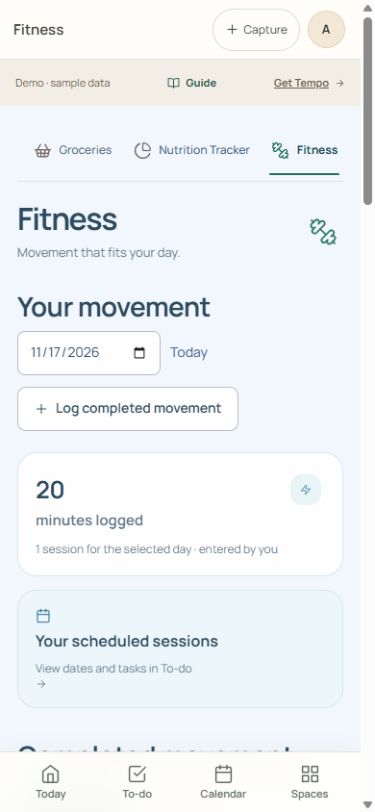 Fitness
+ Capture
A
Demo · sample data
Guide
Get Tempo →
Groceries
Nutrition Tracker
Fitness
Fitness
Movement that fits your day.
Your movement
11/17/2026
Today
+ Log completed movement
20
minutes logged
1 session for the selected day · entered by you
Your scheduled sessions
View dates and tasks in To-do
→
Completed movement
Today
To-do
Calendar
Spaces